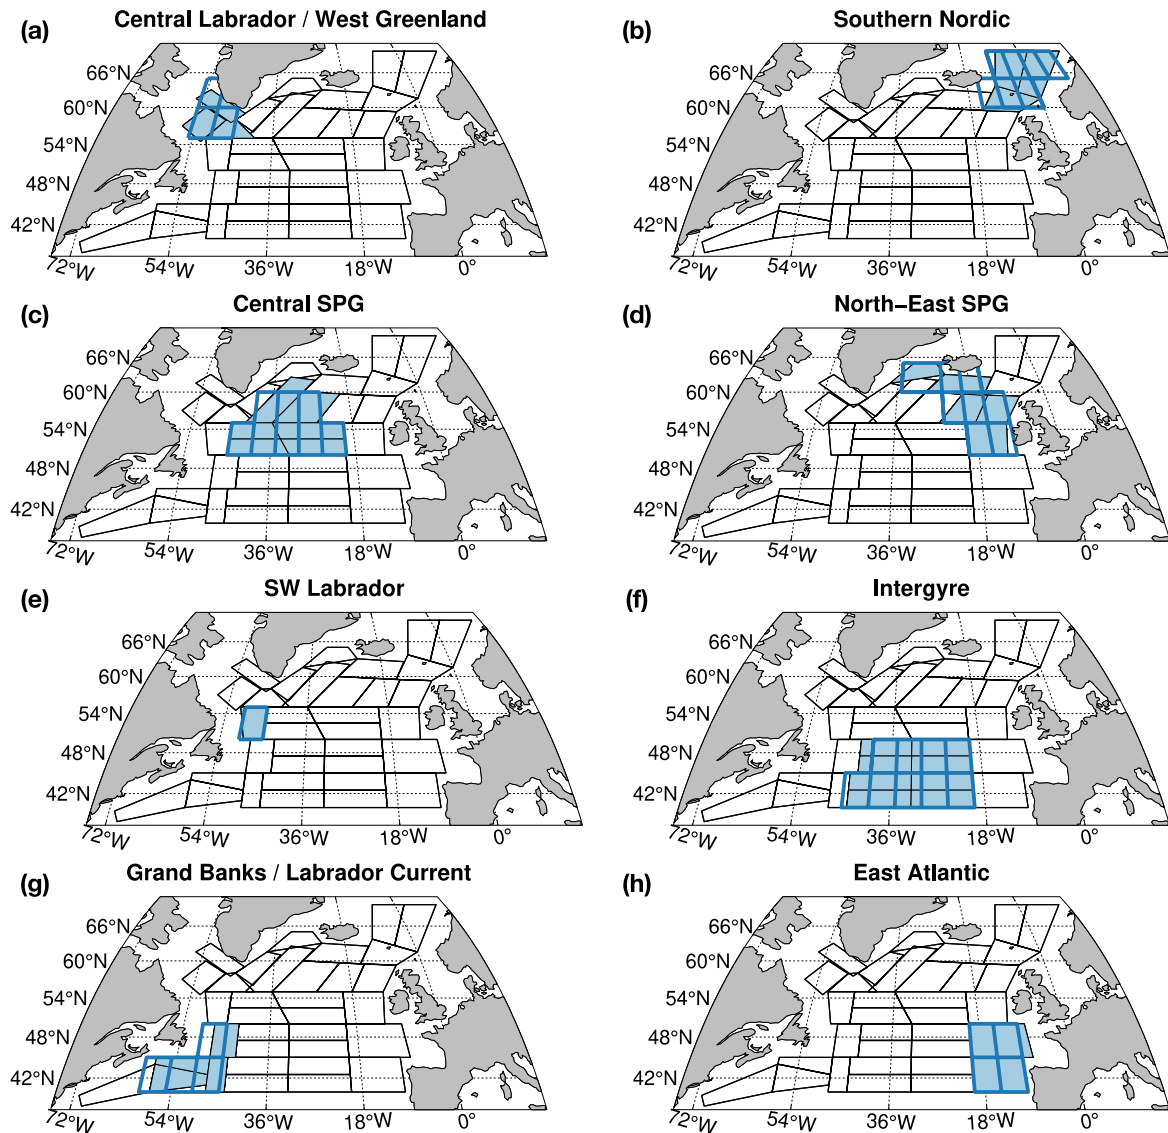 (a) Central Labrador / West Greenland
66°N
60°N
54°N
48°N
42°N
72°W 54°W 36°W 18°W 0°
(b) Southern Nordic
66°N
60°N
54°N
48°N
42°N
72°W 54°W 36°W 18°W 0°
(c) Central SPG
66°N
60°N
54°N
48°N
42°N
72°W 54°W 36°W 18°W 0°
(d) North−East SPG
66°N
60°N
54°N
48°N
42°N
72°W 54°W 36°W 18°W 0°
(e) SW Labrador
66°N
60°N
54°N
48°N
42°N
72°W 54°W 36°W 18°W 0°
(f) Intergyre
66°N
60°N
54°N
48°N
42°N
72°W 54°W 36°W 18°W 0°
(g) Grand Banks / Labrador Current
66°N
60°N
54°N
48°N
42°N
72°W 54°W 36°W 18°W 0°
(h) East Atlantic
66°N
60°N
54°N
48°N
42°N
72°W 54°W 36°W 18°W 0°